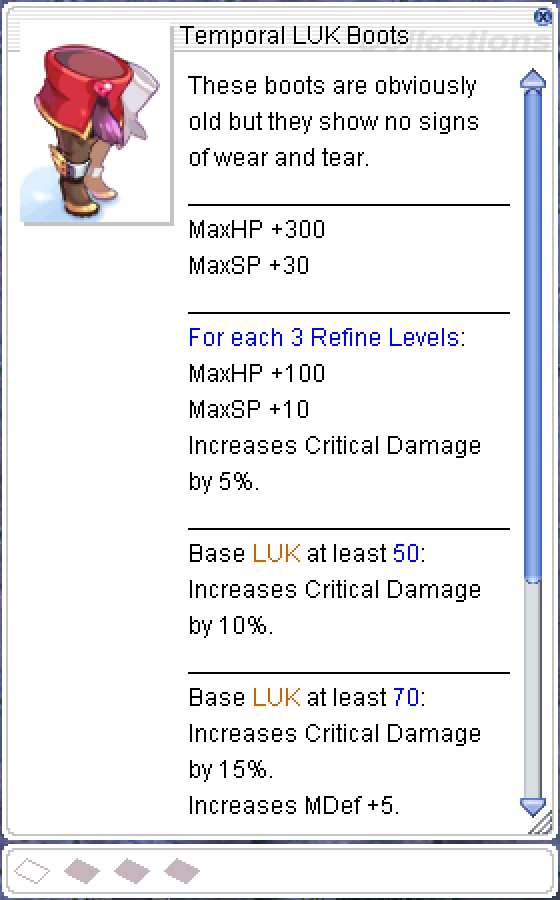 Temporal LUK Boots
Collections
These boots are obviously
old but they show no signs
of wear and tear.
MaxHP +300
MaxSP +30
For each 3 Refine Levels:
MaxHP +100
MaxSP +10
Increases Critical Damage
by 5%.
Base LUK at least 50:
Increases Critical Damage
by 10%.
Base LUK at least 70:
Increases Critical Damage
by 15%.
Increases MDef +5.